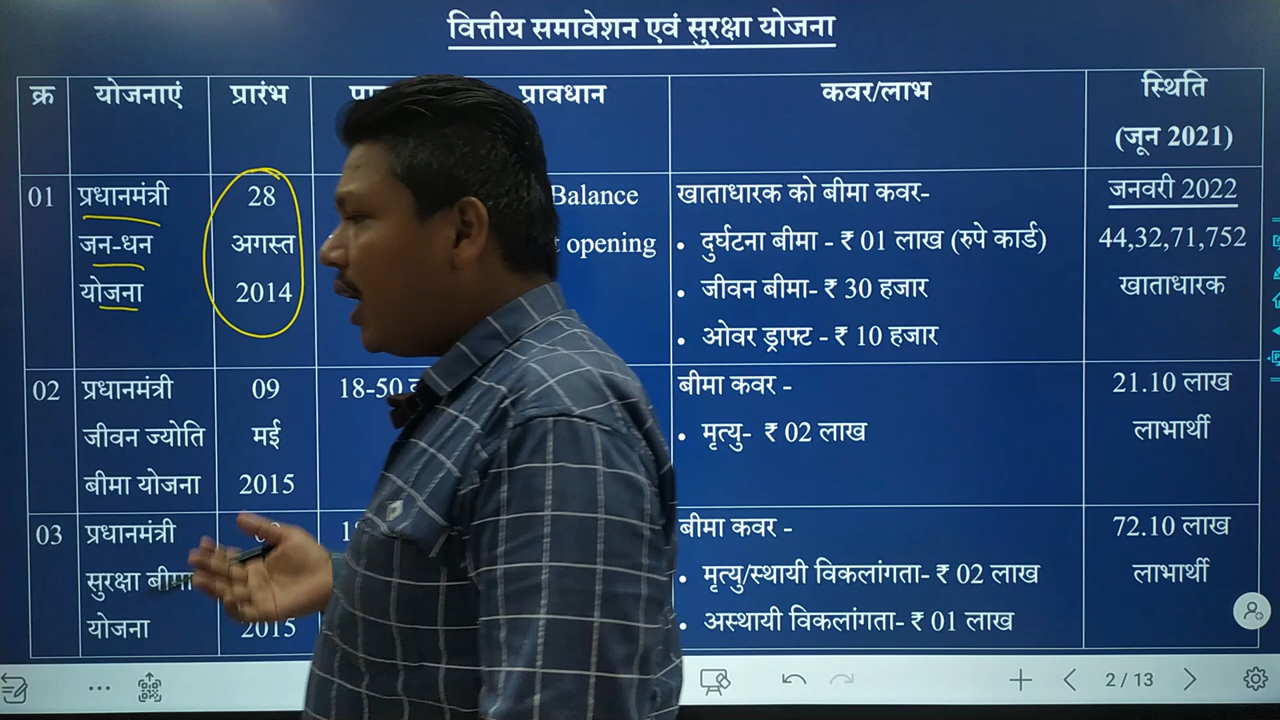 वित्तीय समावेशन एवं सुरक्षा योजना
क्र योजनाएं प्रारंभ प्रावधान कवर/लाभ स्थिति
(जून 2021)
01 प्रधानमंत्री 28 Balance खाताधारक को बीमा कवर- जनवरी 2022
जन-धन अगस्त opening • दुर्घटना बीमा - ₹ 01 लाख (रुपे कार्ड) 44,32,71,752
योजना 2014 • जीवन बीमा- ₹ 30 हजार खाताधारक
• ओवर ड्राफ्ट - ₹ 10 हजार
02 प्रधानमंत्री 09 18-50 बीमा कवर - 21.10 लाख
जीवन ज्योति मई • मृत्यु- ₹ 02 लाख लाभार्थी
बीमा योजना 2015
03 प्रधानमंत्री बीमा कवर - 72.10 लाख
सुरक्षा बीमा • मृत्यु/स्थायी विकलांगता- ₹ 02 लाख लाभार्थी
योजना 2015 • अस्थायी विकलांगता- ₹ 01 लाख
2 / 13